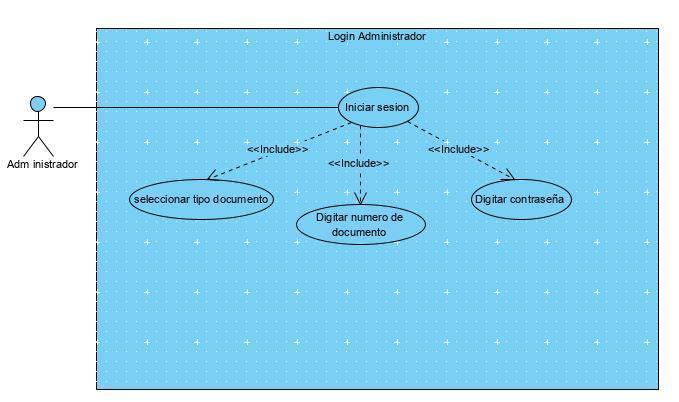 Login Administrador
Iniciar sesion
Adm inistrador
<<Include>>
<<Include>>
<<Include>>
seleccionar tipo documento
Digitar numero de
documento
Digitar contraseña